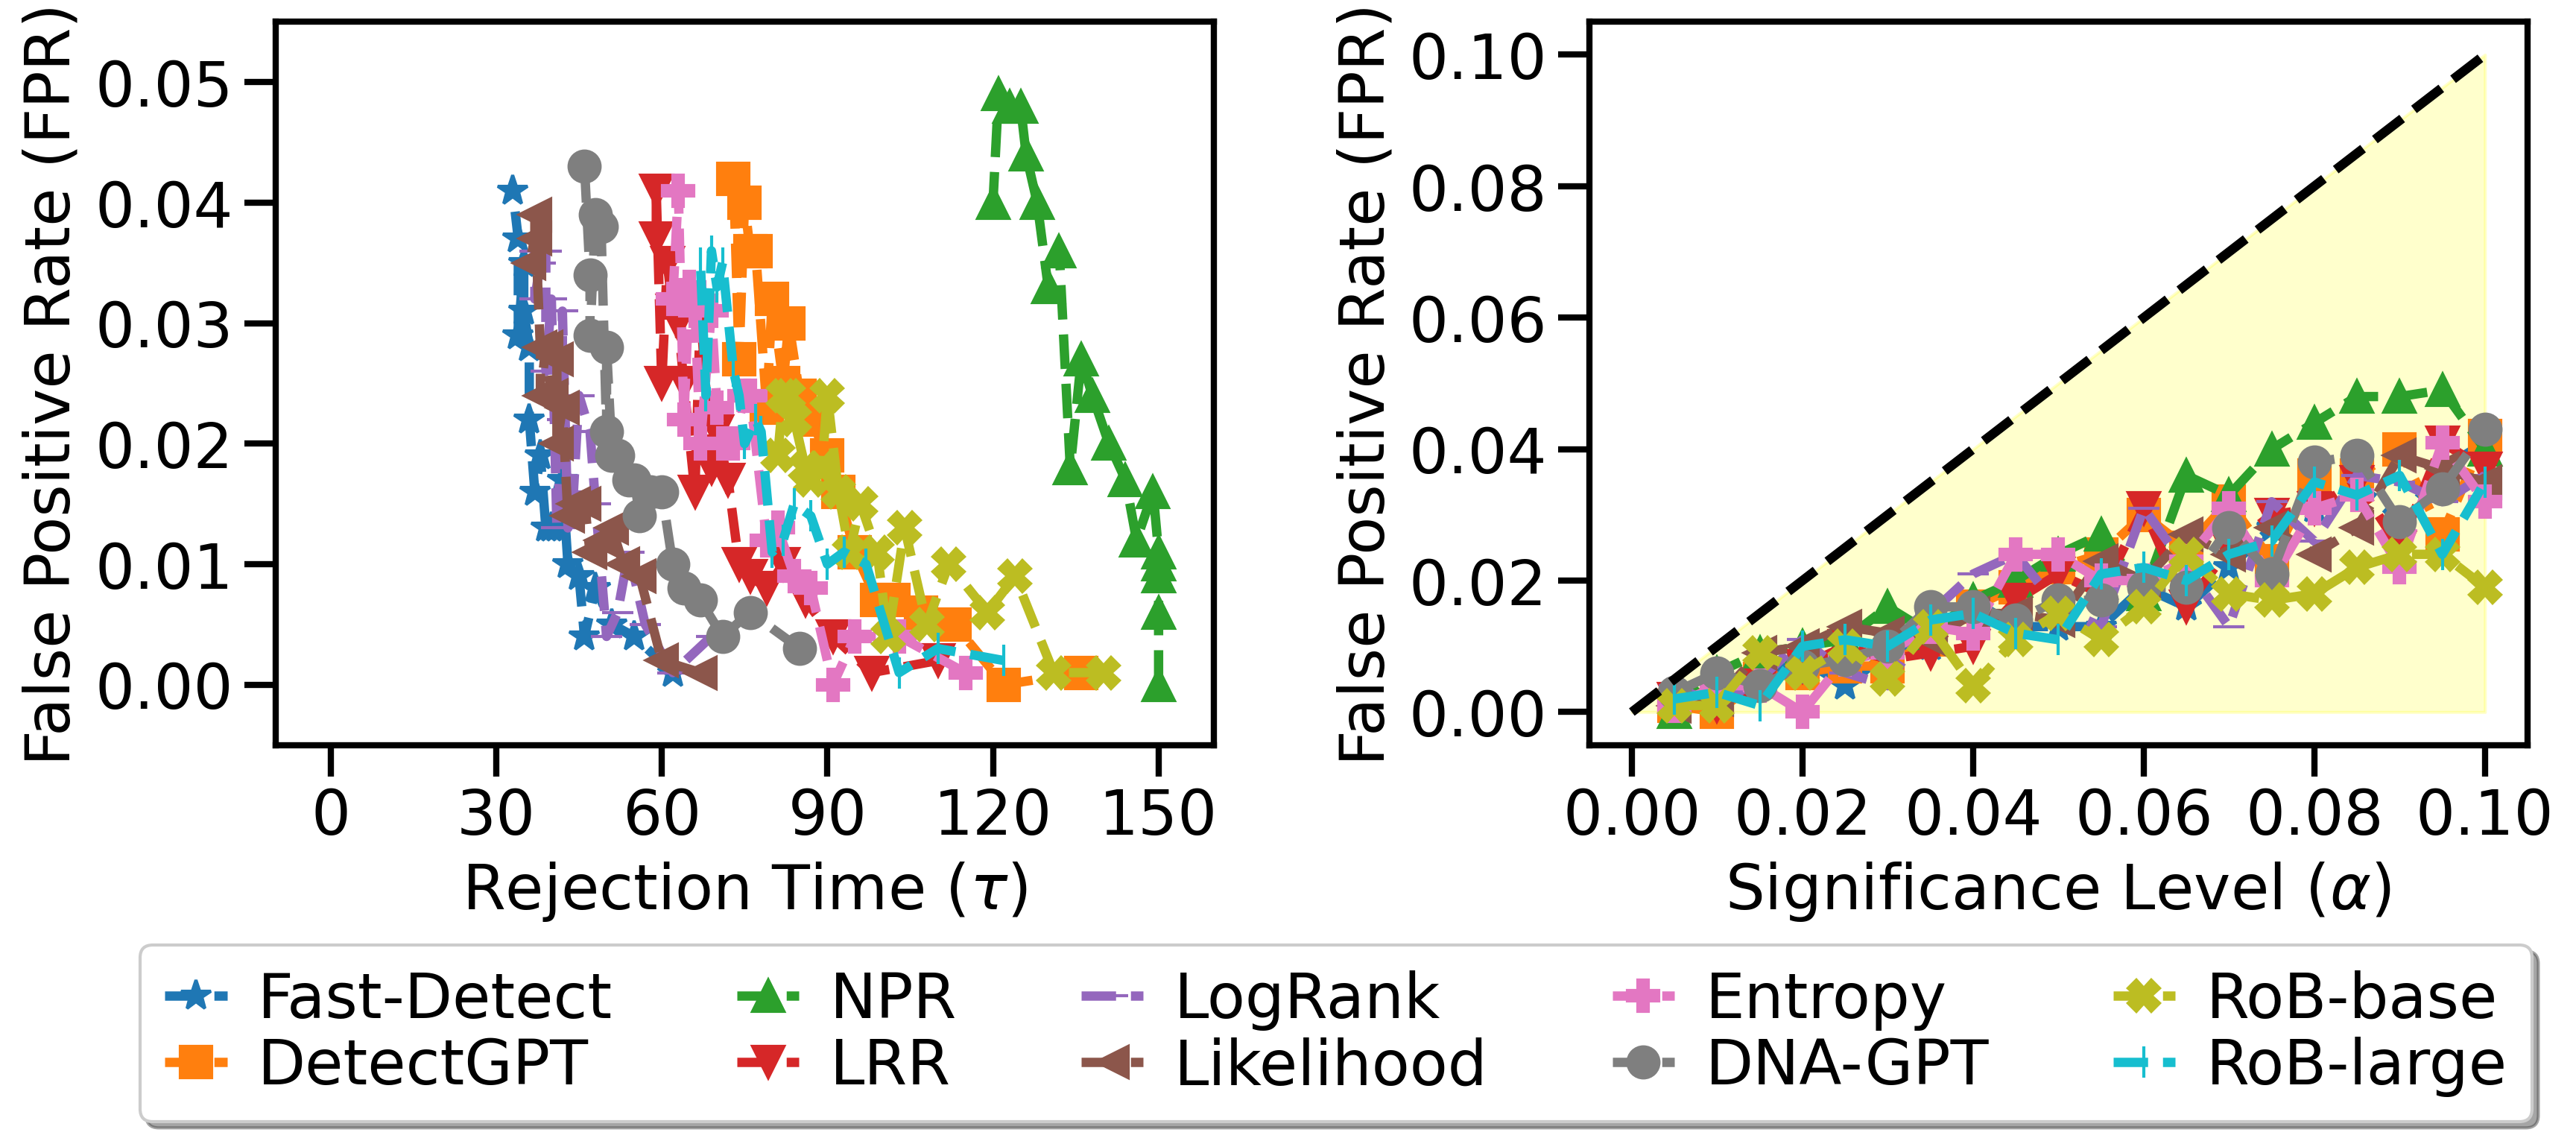 False Positive Rate (FPR)
0.05
0.04
0.03
0.02
0.01
0.00
0 30 60 90 120 150
Rejection Time (τ)
False Positive Rate (FPR)
0.10
0.08
0.06
0.04
0.02
0.00
0.00 0.02 0.04 0.06 0.08 0.10
Significance Level (α)
Fast-Detect NPR LogRank Entropy RoB-base
DetectGPT LRR Likelihood DNA-GPT RoB-large